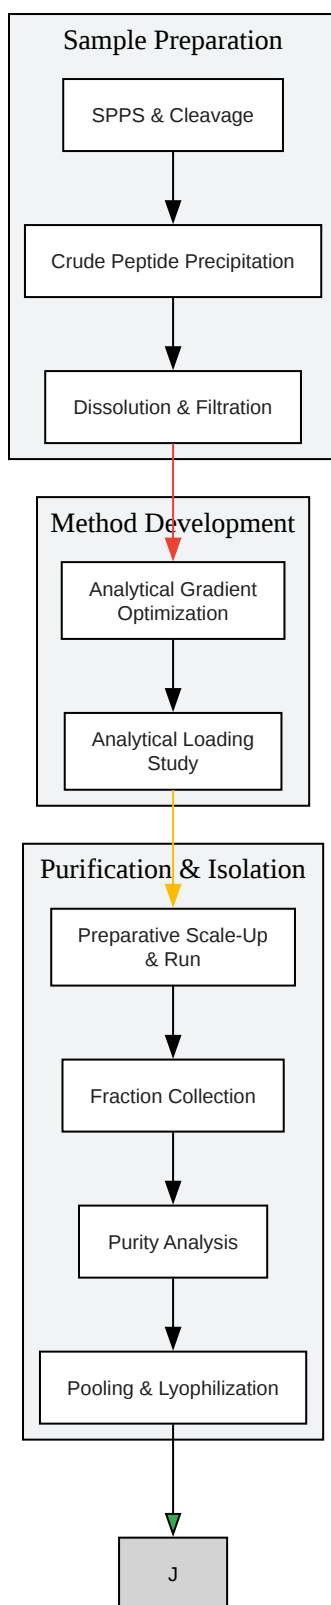 Sample Preparation
SPPS & Cleavage
Crude Peptide Precipitation
Dissolution & Filtration
Method Development
Analytical Gradient
Optimization
Analytical Loading
Study
Purification & Isolation
Preparative Scale-Up
& Run
Fraction Collection
Purity Analysis
Pooling & Lyophilization
J